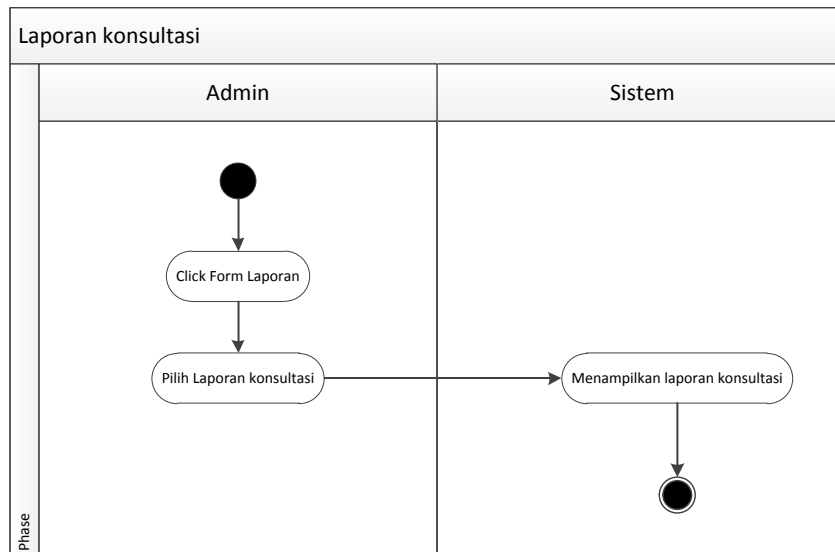 Laporan konsultasi
Admin
Sistem
Click Form Laporan
Pilih Laporan konsultasi
Menampilkan laporan konsultasi
Phase